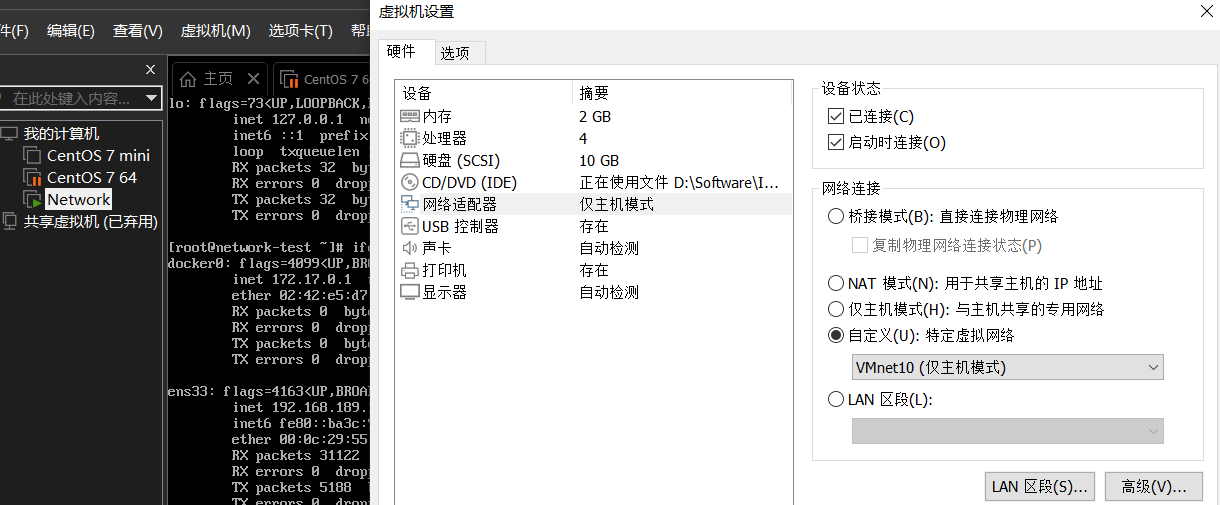 件(F) 编辑(E) 查看(V) 虚拟机(M) 选项卡(T)
在此处键入内容...
我的计算机
CentOS 7 mini
CentOS 7 64
Network
共享虚拟机 (已弃用)
主页 CentOS 7 6
lo: flags=73<UP,LOOPBACK,
inet 127.0.0.1
inet6 ::1 prefix
loop txqueuelen
RX packets 32
RX errors 0
TX packets 32
TX errors 0
[root@network-test ~]#
docker0: flags=4099<UP,
inet 172.17.0.1
ether 02:42:e5:d7
RX packets 0
RX errors 0
TX packets 0
TX errors 0
ens33: flags=4163<UP,
inet 192.168.189.
inet6 fe80::ba3c:
ether 00:0c:29:55
RX packets 31122
RX errors 0
TX packets 5188
TX errors 0
虚拟机设置
硬件 选项
设备 摘要
内存 2 GB
处理器 4
硬盘 (SCSI) 10 GB
CD/DVD (IDE) 正在使用文件 D:\Software\I...
网络适配器 仅主机模式
USB 控制器 存在
声卡 自动检测
打印机 存在
显示器 自动检测
设备状态
已连接(C)
启动时连接(O)
网络连接
桥接模式(B): 直接连接物理网络
复制物理网络连接状态(P)
NAT 模式(N): 用于共享主机的 IP 地址
仅主机模式(H): 与主机共享的专用网络
自定义(U): 特定虚拟网络
VMnet10 (仅主机模式)
LAN 区段(L):
LAN 区段(S)... 高级(V)...